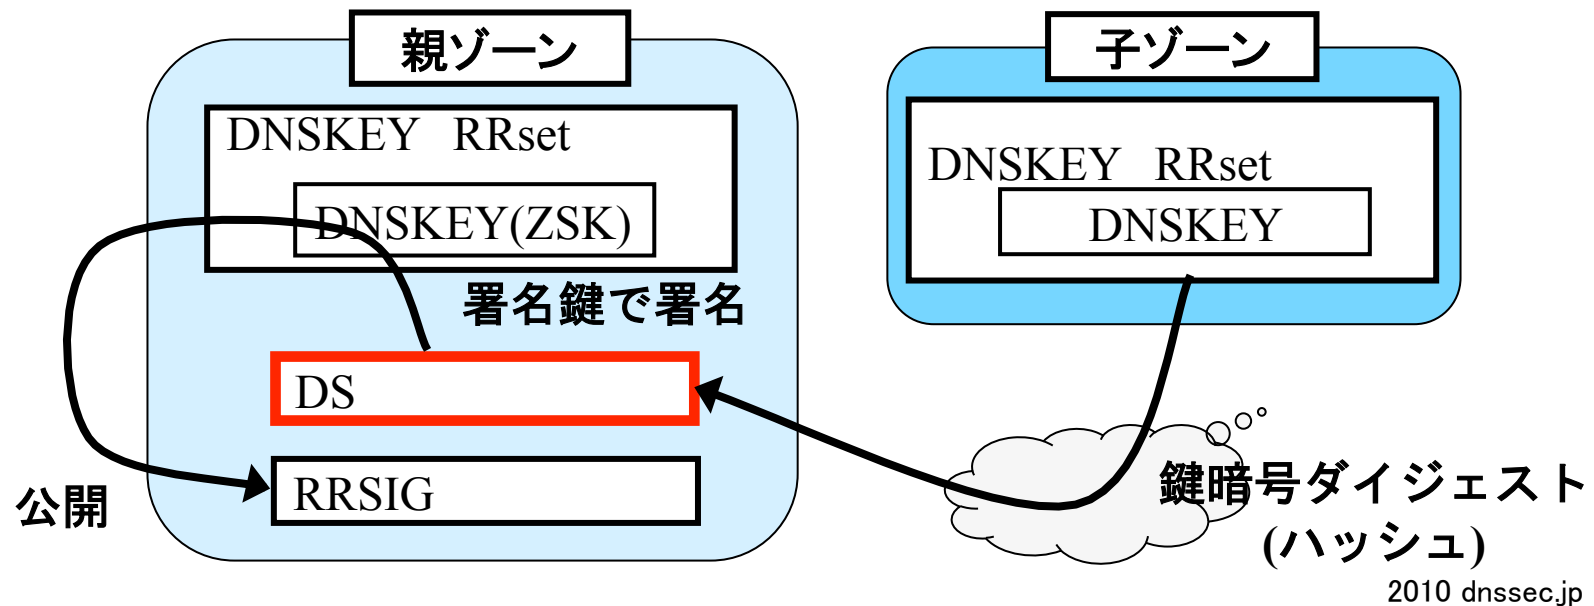 親ゾーン
DNSKEY RRset
DNSKEY(ZSK)
署名鍵で署名
DS
RRSIG
公開
子ゾーン
DNSKEY RRset
DNSKEY
鍵暗号ダイジェスト
(ハッシュ)
2010 dnssec.jp